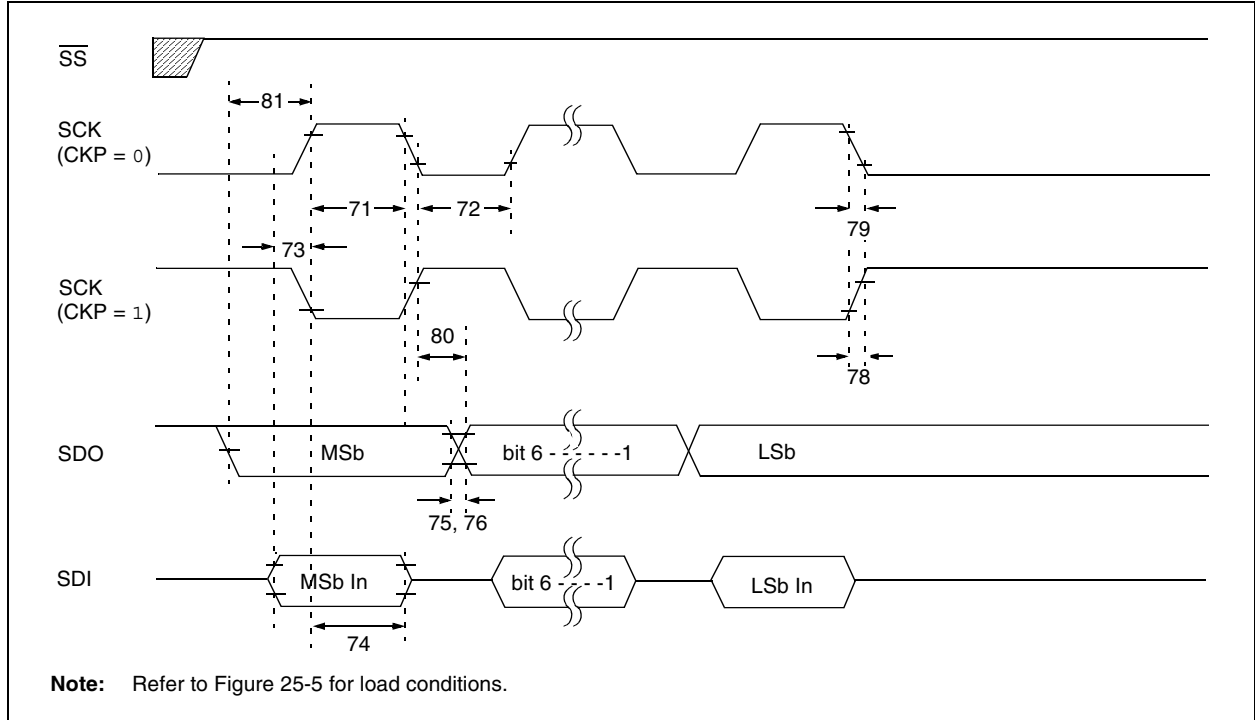 SS
81
SCK
(CKP = 0)
71
72
79
73
SCK
(CKP = 1)
80
78
SDO
MSb
bit 6 - - - - - -1
LSb
75, 76
SDI
MSb In
bit 6 - - - - -1
LSb In
74
Note: Refer to Figure 25-5 for load conditions.